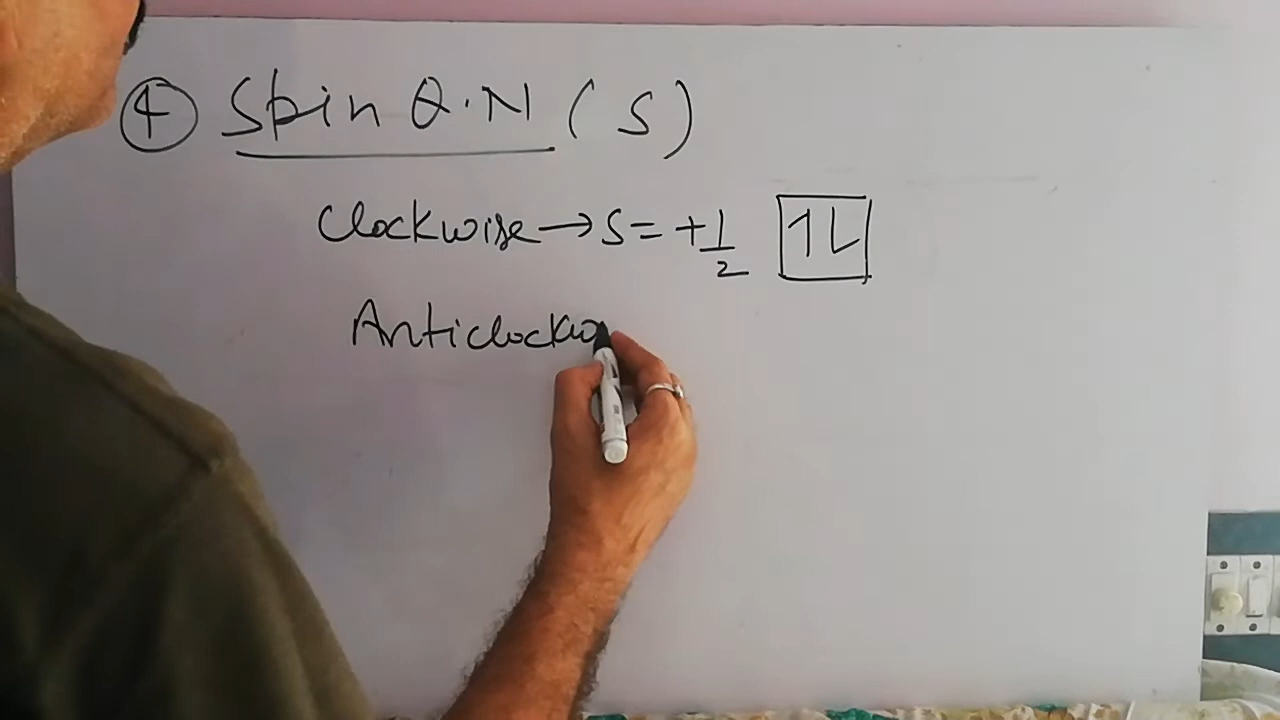 ④ Spin Q.N (s)
Clockwise → s = +1/2 ↿⇂
Anticlockw